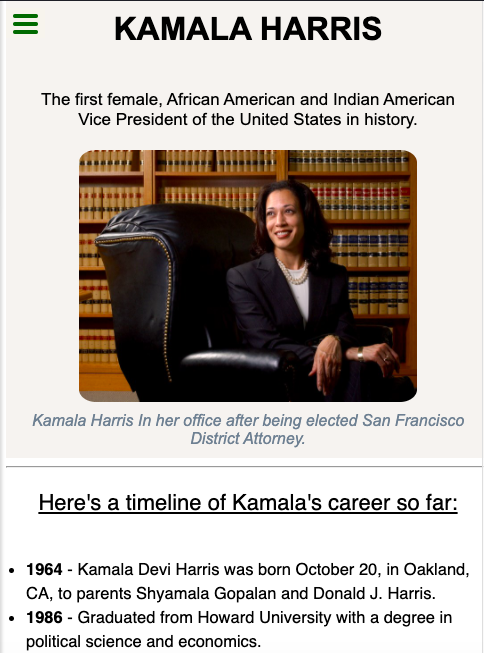 KAMALA HARRIS
The first female, African American and Indian American
Vice President of the United States in history.
Kamala Harris In her office after being elected San Francisco
District Attorney.
Here's a timeline of Kamala's career so far:
• 1964 - Kamala Devi Harris was born October 20, in Oakland,
CA, to parents Shyamala Gopalan and Donald J. Harris.
• 1986 - Graduated from Howard University with a degree in
political science and economics.